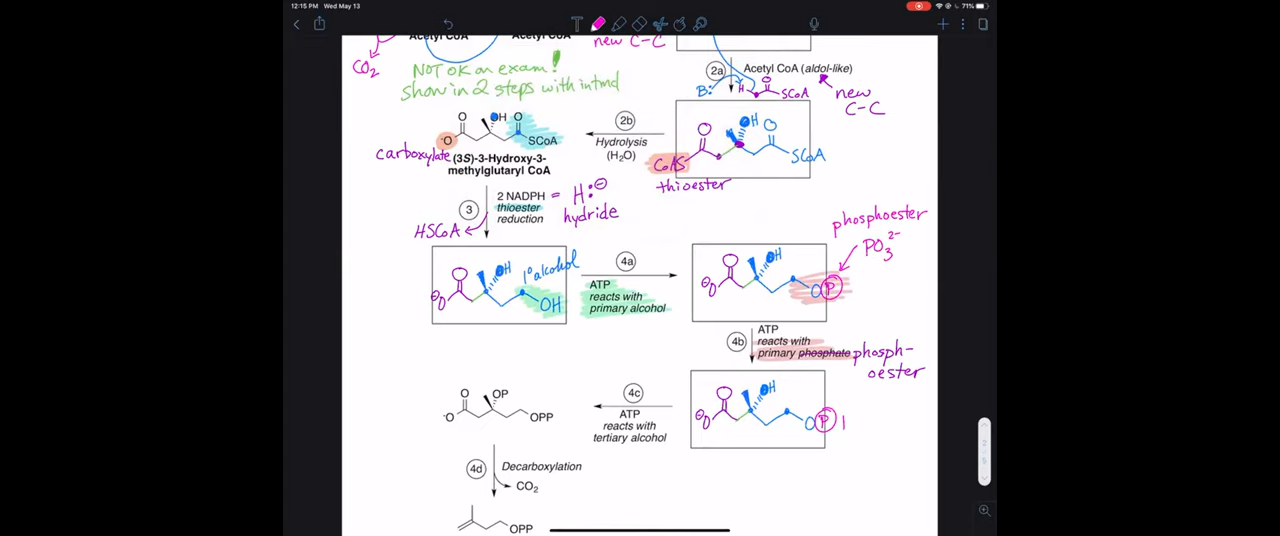 12:15 PM Wed May 13
71%
Acetyl CoA Acetyl CoA
new C-C
CO2
NOT OK on exam!
show in 2 steps with intmd
2a
Acetyl CoA (aldol-like)
B: H O SCoA
new
C-C
O OH O
-O SCoA
carboxylate
(3S)-3-Hydroxy-3-
methylglutaryl CoA
2b
Hydrolysis
(H2O)
O OH O
CoAS SCoA
thioester
3
2 NADPH = H:⊖
thioester
reduction
hydride
HSCoA
O OH
⊖O OH
1° alcohol
4a
ATP
reacts with
primary alcohol
O OH
⊖O OP
phosphoester
PO3 2-
4b
ATP
reacts with
primary phosphate phosph-
oester
O OH
⊖O OP
4c
ATP
reacts with
tertiary alcohol
O OP
-O OPP
4d
Decarboxylation
CO2
OPP